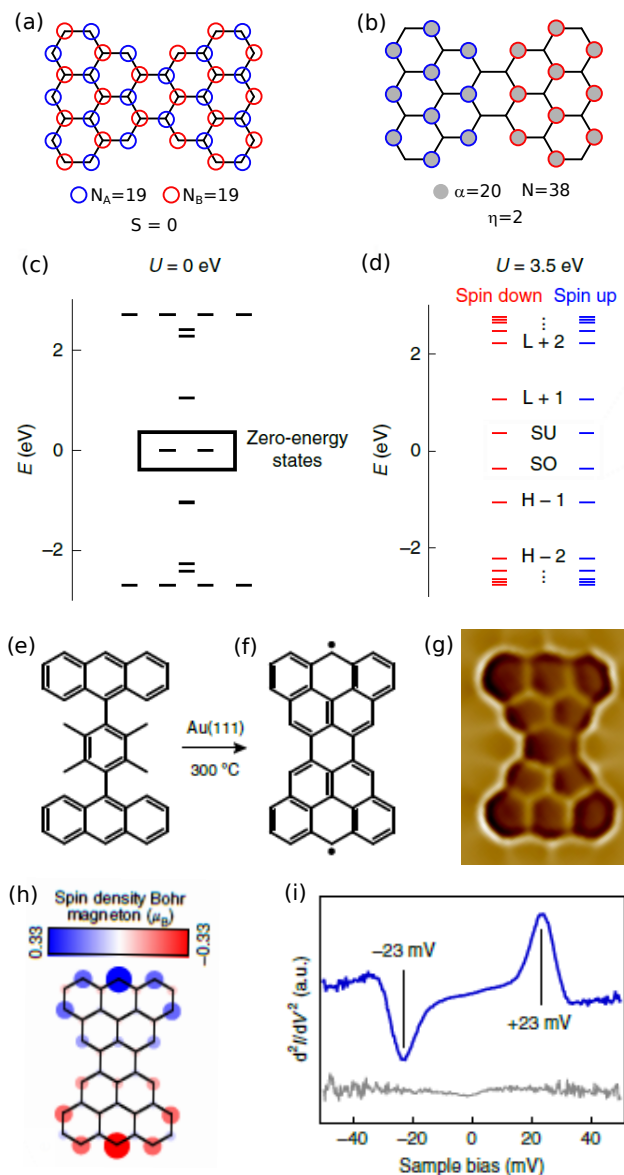 (a)
(b)
N_A=19 N_B=19
S = 0
α=20 N=38
η=2
(c) U = 0 eV
(d) U = 3.5 eV
Spin down Spin up
2
0
−2
E (eV)
Zero-energy
states
2
0
−2
E (eV)
⋮
L + 2
L + 1
SU
SO
H − 1
H − 2
⋮
(e)
(f)
(g)
Au(111)
300 °C
(h)
Spin density Bohr
magneton (μ_B)
0.33
−0.33
(i)
−23 mV
+23 mV
d²I/dV² (a.u.)
−40 −20 0 20 40
Sample bias (mV)